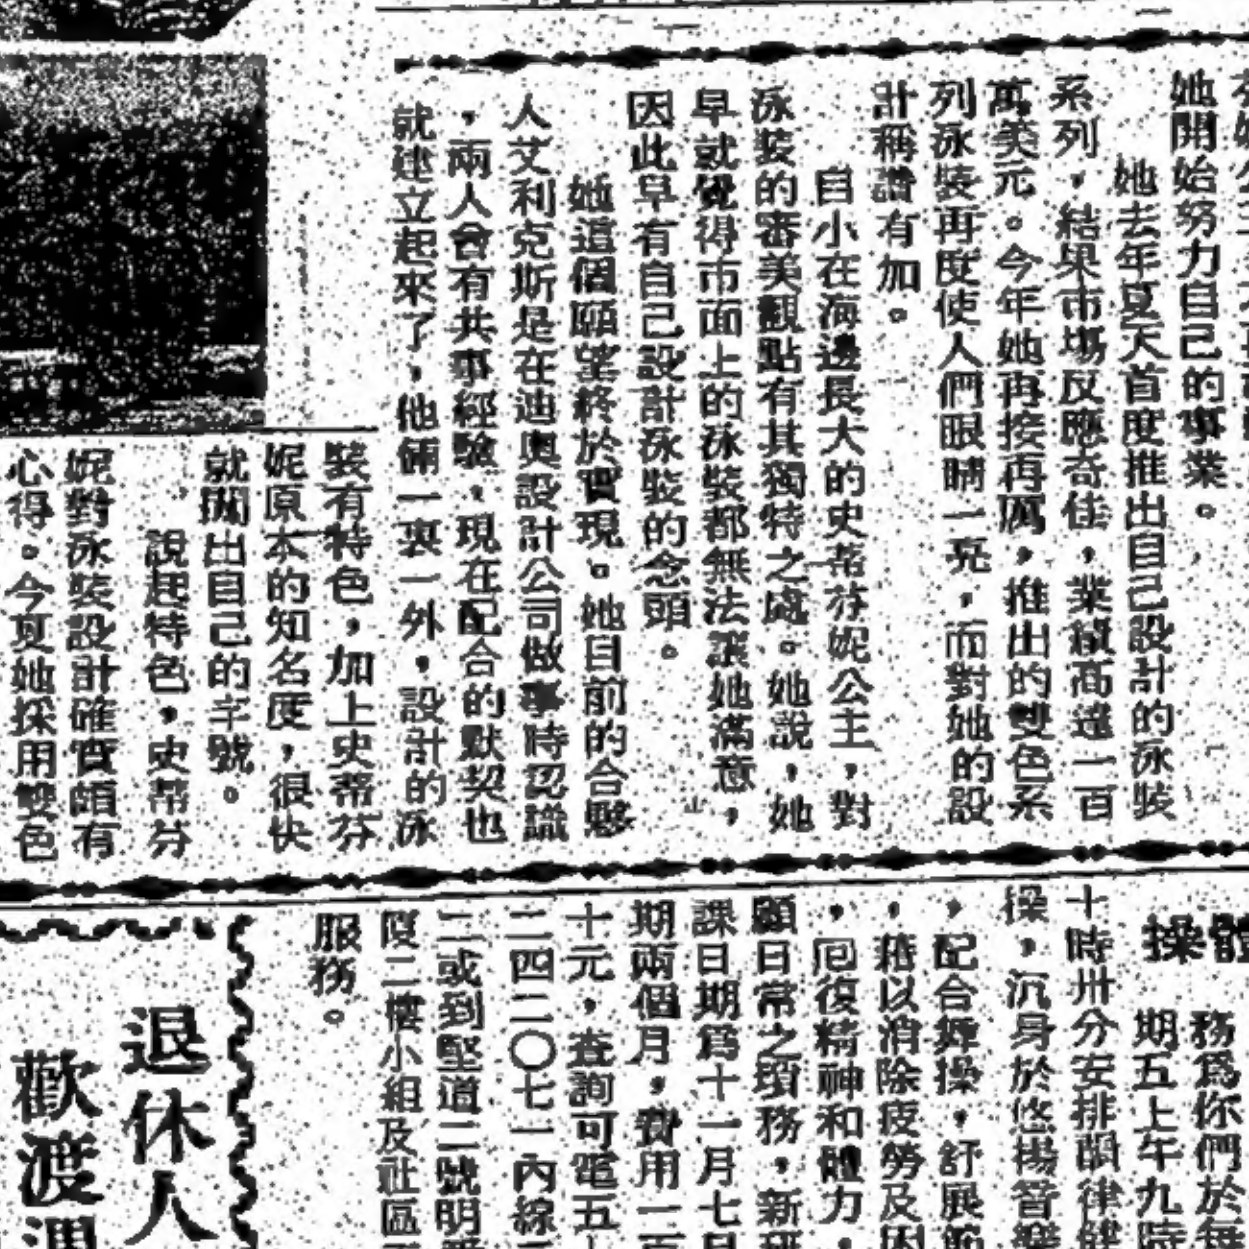 她開始努力自己的事業。
她去年夏天首度推出自己設計的泳裝
系列，結果市場反應奇佳，業績高達一百
萬美元。今年她再接再厲，推出的雙色系
列泳裝再度使人們眼睛一亮，而對她的設
計稱讚有加。
自小在海邊長大的史蒂芬妮公主，對
泳裝的審美觀點有其獨特之處。她說，她
早就覺得市面上的泳裝都無法讓她滿意，
因此早有自己設計泳裝的念頭。
她這個願望終於實現。她目前的合夥
人艾利克斯是在迪奧設計公司做事時認識
，兩人會有共事經驗，現在配合的默契也
就建立起來了，他倆一裏一外，設計的泳
裝有特色，加上史蒂芬
妮原本的知名度，很快
就闖出自己的字號。
說起特色，史蒂芬
妮對泳裝設計確實頗有
心得。今夏她採用雙色
體操
務爲你們於每
期五上午九時
十時卅分安排韻律健
操，沉身於悠揚音樂
，配合舞操，舒展
，藉以消除疲勞及
，回復精神和體力，
顧日常之瑣務，新
課日期爲十一月七日
期兩個月，費用一百
十元，查詢可電五
二四二〇七一內線
二或到堅道二號明
廈二樓小組及社區
服務。
退休人
歡渡